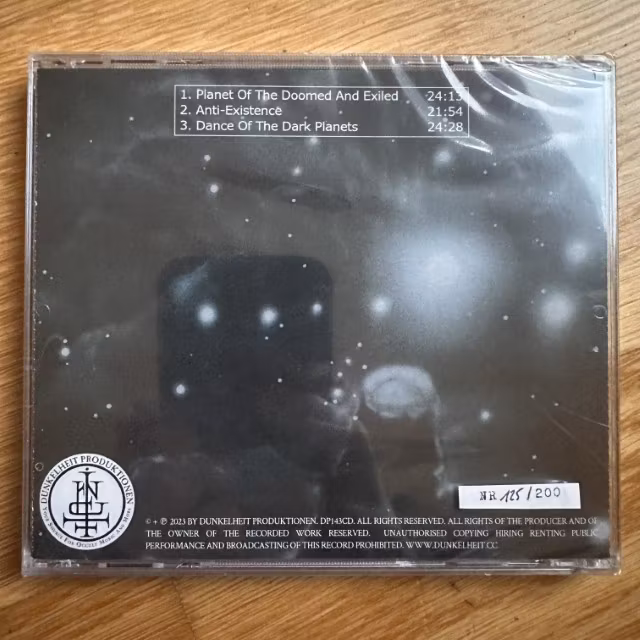 1. Planet Of The Doomed And Exiled 24:13
2. Anti-Existence 21:54
3. Dance Of The Dark Planets 24:28
NR 125/200
DUNKELHEIT PRODUKTIONEN
© + ℗ 2023 BY DUNKELHEIT PRODUKTIONEN. DP143CD. ALL RIGHTS RESERVED. ALL RIGHTS OF THE PRODUCER AND OF
THE OWNER OF THE RECORDED WORK RESERVED. UNAUTHORISED COPYING HIRING RENTING PUBLIC
PERFORMANCE AND BROADCASTING OF THIS RECORD PROHIBITED. WWW.DUNKELHEIT.CC